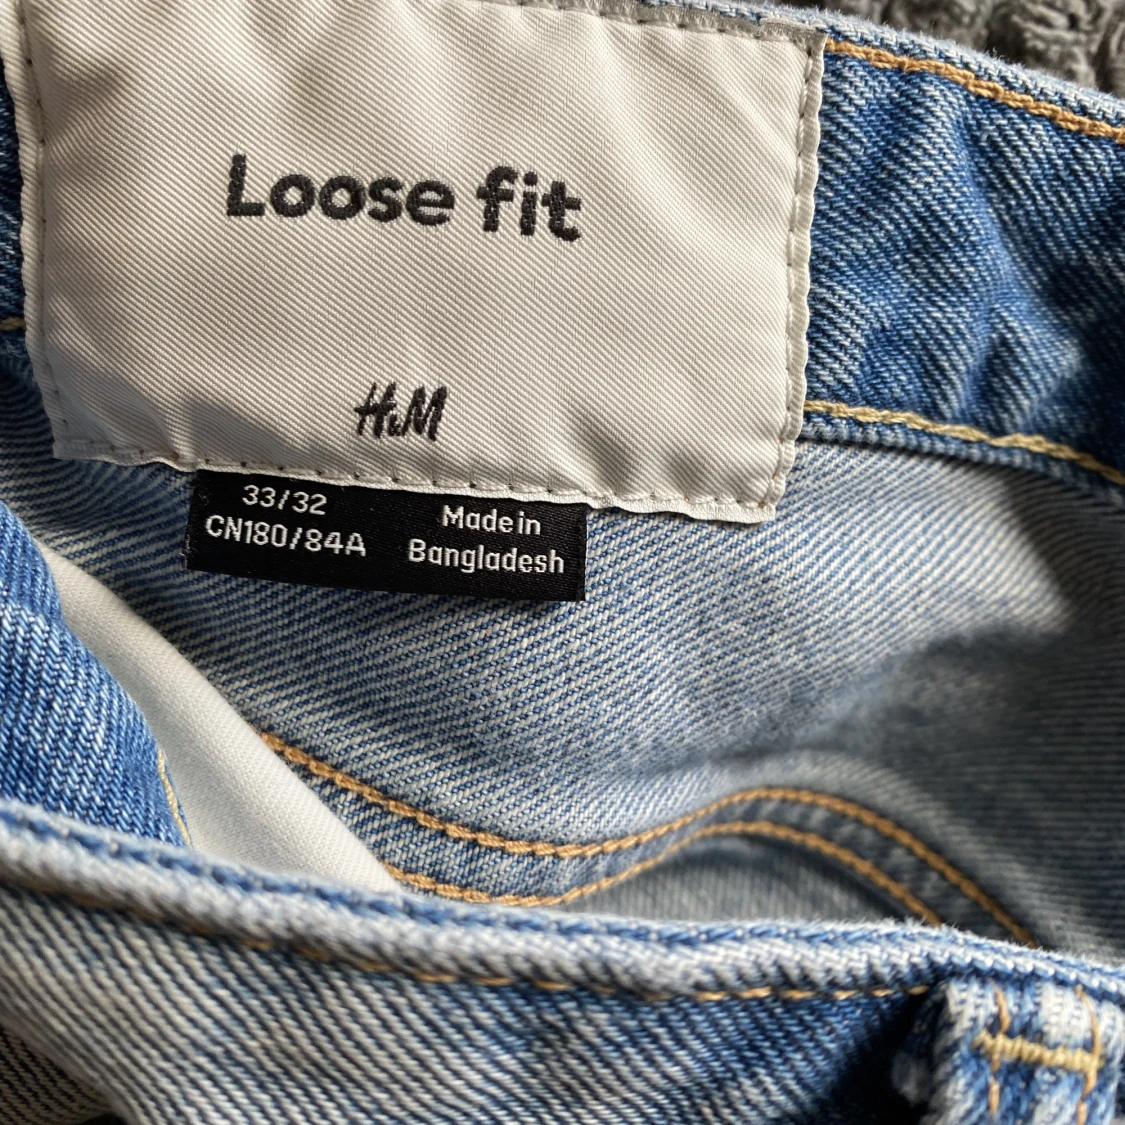 Loose fit
H&M
33/32
CN180/84A
Made in
Bangladesh